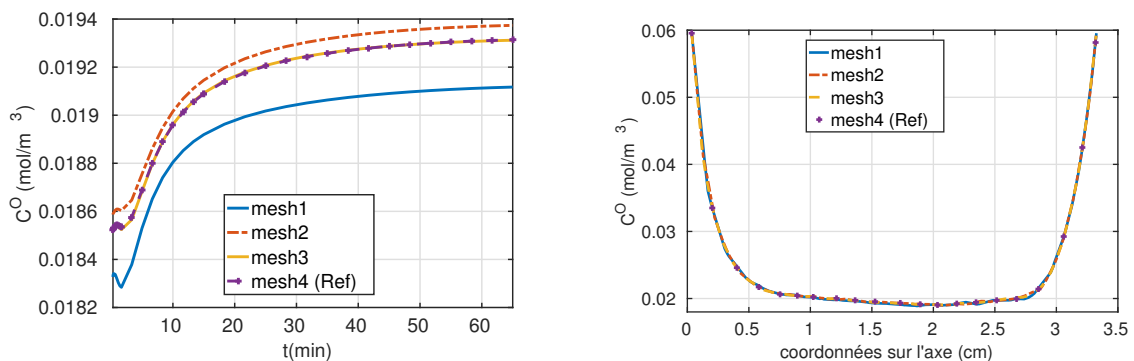 0.0194
0.0192
0.019
0.0188
0.0186
0.0184
0.0182
C^O (mol/m^3)
mesh1
mesh2
mesh3
mesh4 (Ref)
10 20 30 40 50 60
t(min)
0.06
0.05
0.04
0.03
0.02
C^O (mol/m^3)
mesh1
mesh2
mesh3
mesh4 (Ref)
0 0.5 1 1.5 2 2.5 3 3.5
coordonnées sur l'axe (cm)